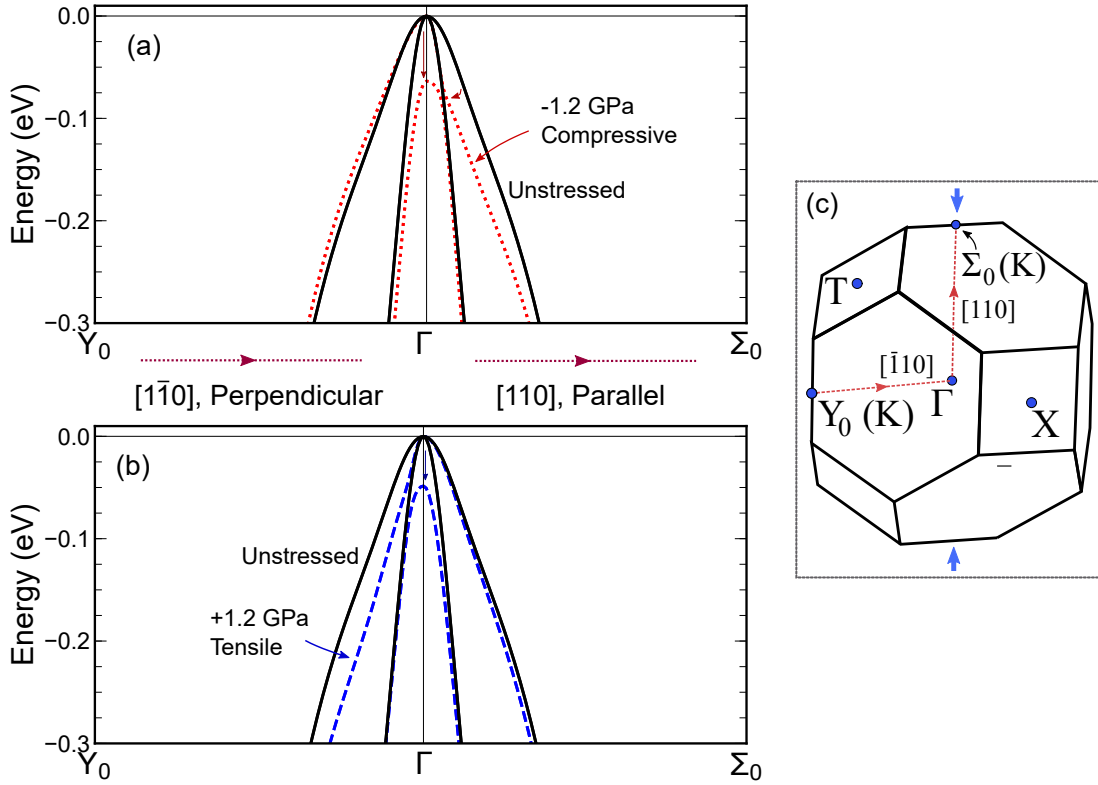 (a)
Energy (eV)
0.0
−0.1
−0.2
−0.3
-1.2 GPa
Compressive
Unstressed
Y₀
Γ
Σ₀
[11̄0], Perpendicular
[110], Parallel
(b)
Energy (eV)
0.0
−0.1
−0.2
−0.3
Unstressed
+1.2 GPa
Tensile
Y₀
Γ
Σ₀
(c)
Σ₀(K)
T
[110]
[1̄10]
Y₀ (K)
Γ
X
–